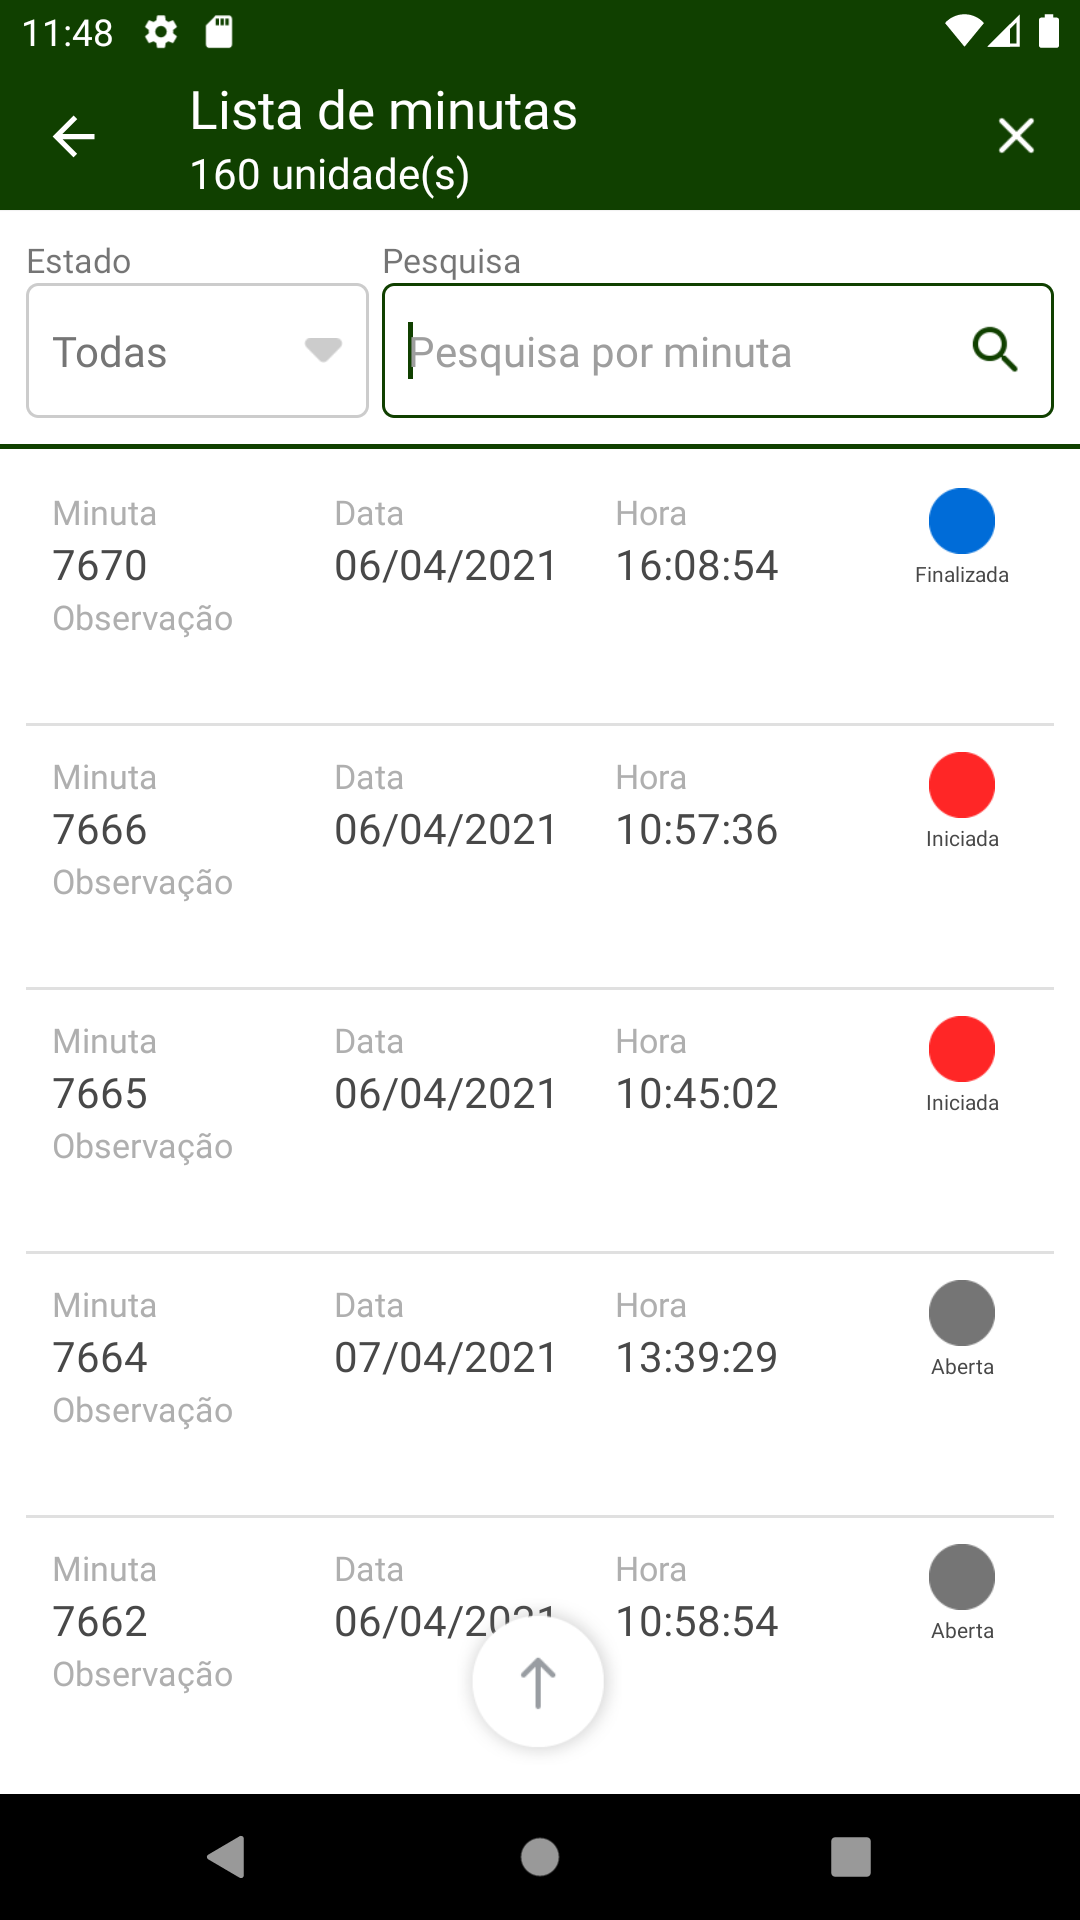 11:48
Lista de minutas
160 unidade(s)
Estado Pesquisa
Todas Pesquisa por minuta
Minuta Data Hora
7670 06/04/2021 16:08:54 Finalizada
Observação
Minuta Data Hora
7666 06/04/2021 10:57:36 Iniciada
Observação
Minuta Data Hora
7665 06/04/2021 10:45:02 Iniciada
Observação
Minuta Data Hora
7664 07/04/2021 13:39:29 Aberta
Observação
Minuta Data Hora
7662 06/04/2021 10:58:54 Aberta
Observação